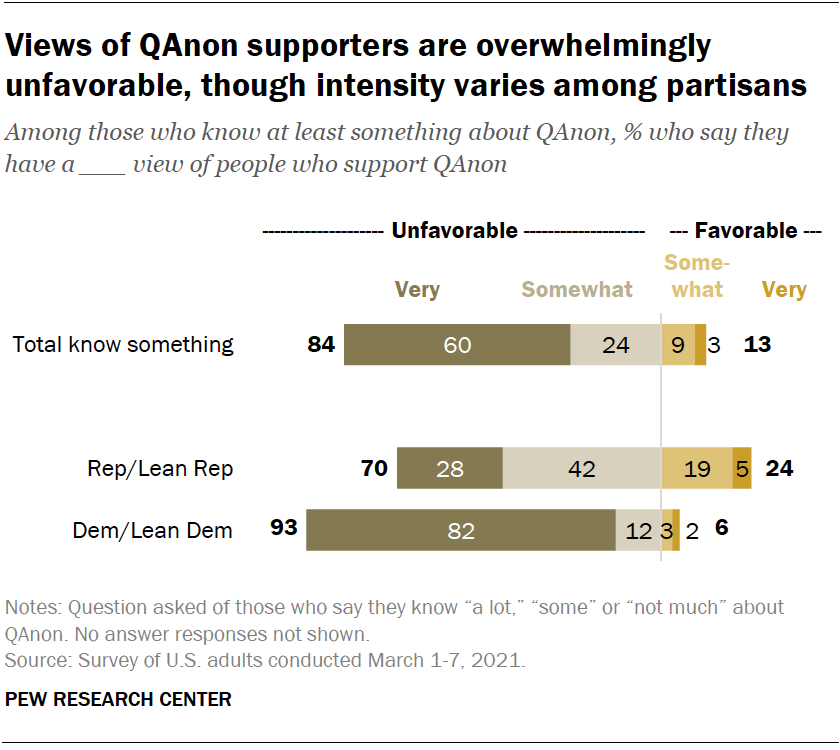 Views of QAnon supporters are overwhelmingly
unfavorable, though intensity varies among partisans
Among those who know at least something about QAnon, % who say they
have a ____ view of people who support QAnon
-------------------- Unfavorable -------------------- --- Favorable ---
Very Somewhat Some-
what Very
Total know something 84 60 24 9 3 13
Rep/Lean Rep 70 28 42 19 5 24
Dem/Lean Dem 93 82 12 3 2 6
Notes: Question asked of those who say they know “a lot,” “some” or “not much” about
QAnon. No answer responses not shown.
Source: Survey of U.S. adults conducted March 1-7, 2021.
PEW RESEARCH CENTER